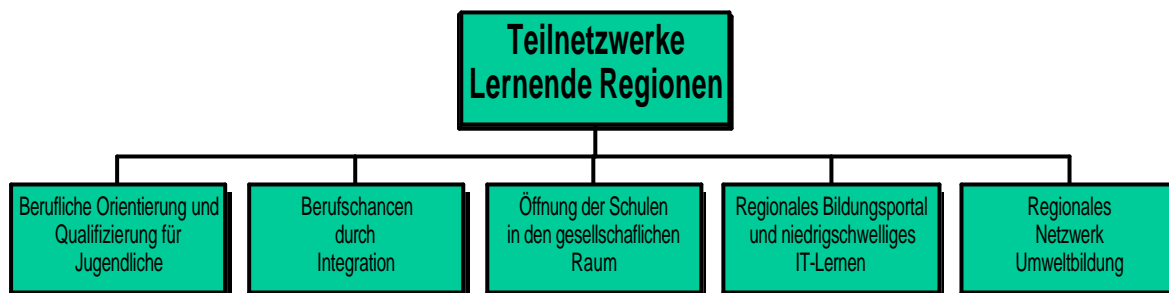 Teilnetzwerke
Lernende Regionen
Berufliche Orientierung und
Qualifizierung für
Jugendliche
Berufschancen
durch
Integration
Öffnung der Schulen
in den gesellschaflichen
Raum
Regionales Bildungsportal
und niedrigschwelliges
IT-Lernen
Regionales
Netzwerk
Umweltbildung